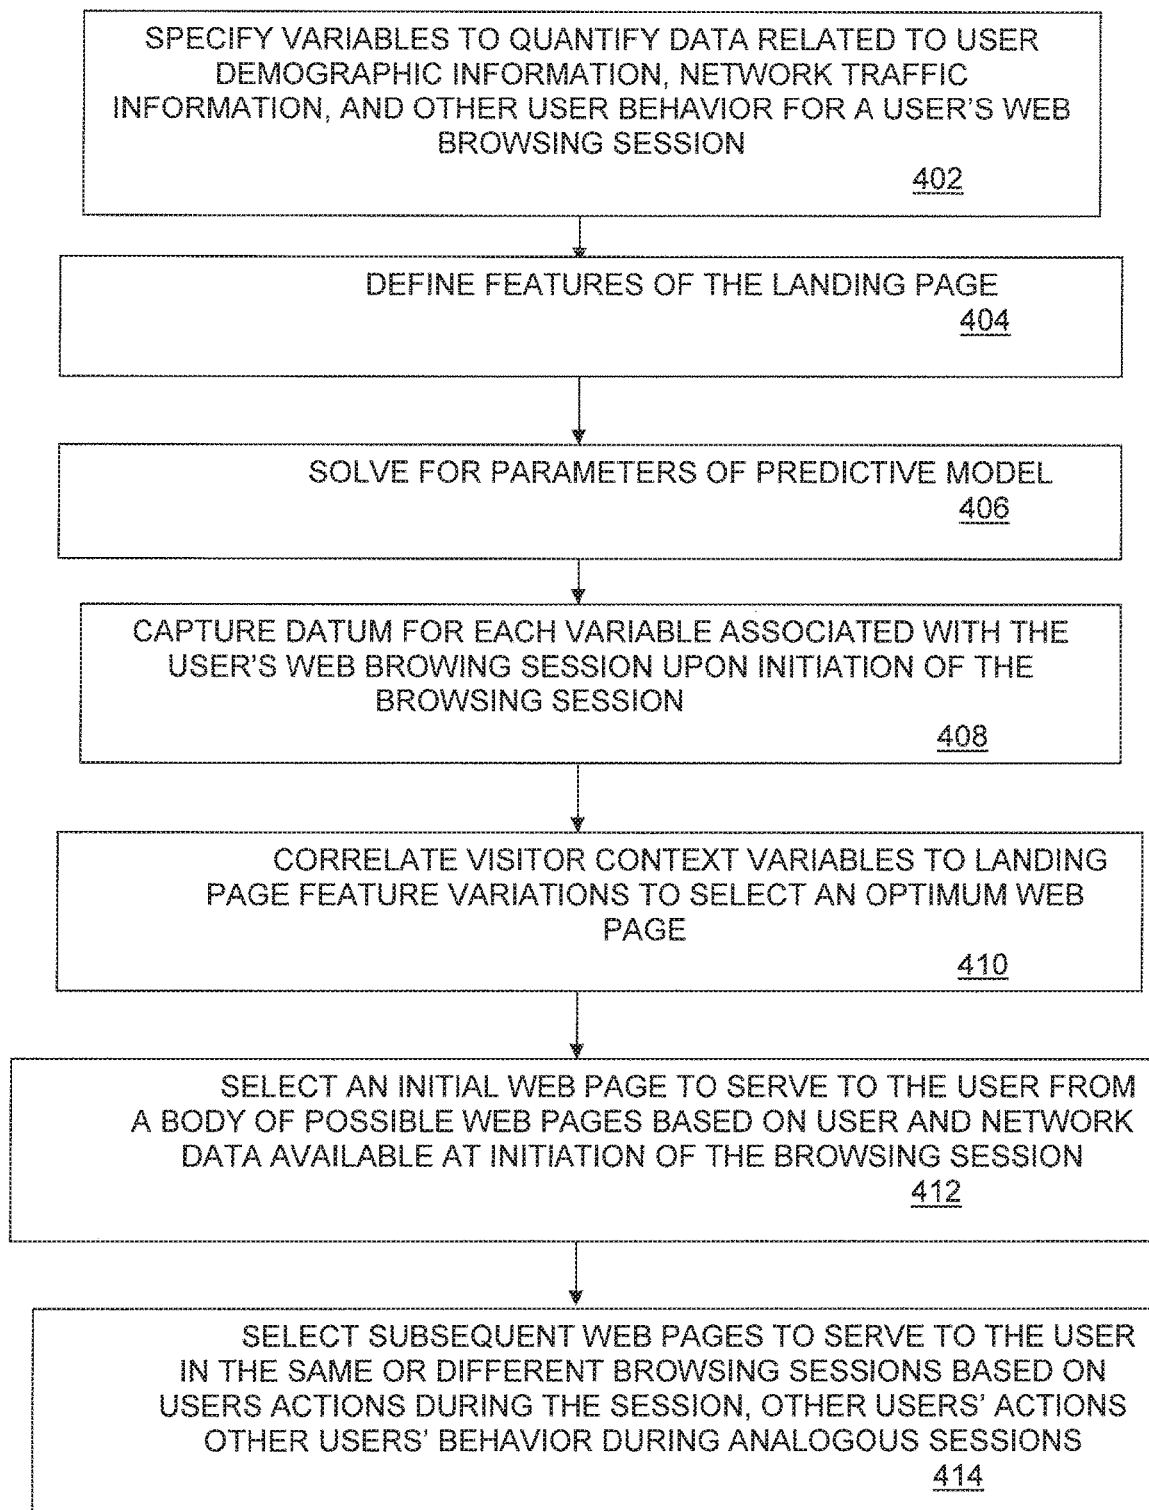 SPECIFY VARIABLES TO QUANTIFY DATA RELATED TO USER
DEMOGRAPHIC INFORMATION, NETWORK TRAFFIC
INFORMATION, AND OTHER USER BEHAVIOR FOR A USER'S WEB
BROWSING SESSION
402
DEFINE FEATURES OF THE LANDING PAGE
404
SOLVE FOR PARAMETERS OF PREDICTIVE MODEL
406
CAPTURE DATUM FOR EACH VARIABLE ASSOCIATED WITH THE
USER'S WEB BROWING SESSION UPON INITIATION OF THE
BROWSING SESSION
408
CORRELATE VISITOR CONTEXT VARIABLES TO LANDING
PAGE FEATURE VARIATIONS TO SELECT AN OPTIMUM WEB
PAGE
410
SELECT AN INITIAL WEB PAGE TO SERVE TO THE USER FROM
A BODY OF POSSIBLE WEB PAGES BASED ON USER AND NETWORK
DATA AVAILABLE AT INITIATION OF THE BROWSING SESSION
412
SELECT SUBSEQUENT WEB PAGES TO SERVE TO THE USER
IN THE SAME OR DIFFERENT BROWSING SESSIONS BASED ON
USERS ACTIONS DURING THE SESSION, OTHER USERS' ACTIONS
OTHER USERS' BEHAVIOR DURING ANALOGOUS SESSIONS
414